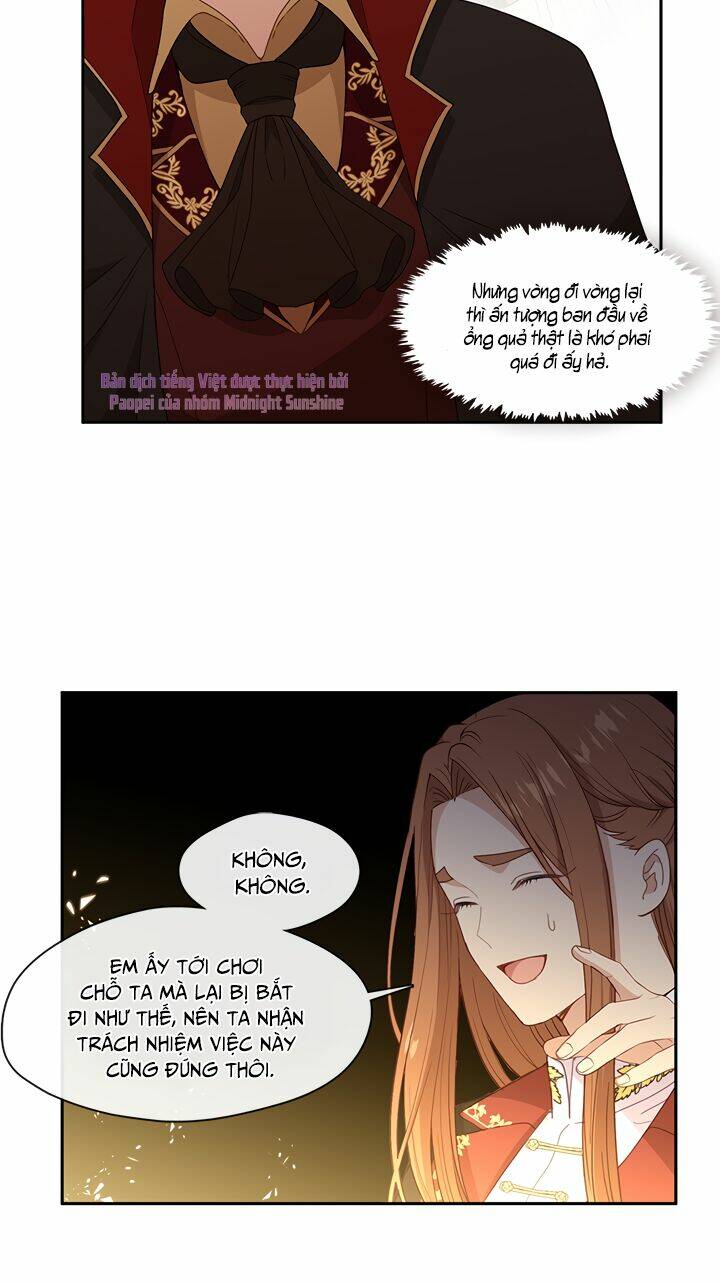 Nhưng vòng đi vòng lại
thì ấn tượng ban đầu về
ổng quả thật là khó phai
quá đi ấy hả.
Bản dịch tiếng Việt được thực hiện bởi
Paopei của nhóm Midnight Sunshine
KHÔNG,
KHÔNG.
EM ẤY TỚI CHƠI
CHỖ TA MÀ LẠI BỊ BẮT
ĐI NHƯ THẾ, NÊN TA NHẬN
TRÁCH NHIỆM VIỆC NÀY
CŨNG ĐÚNG THÔI.